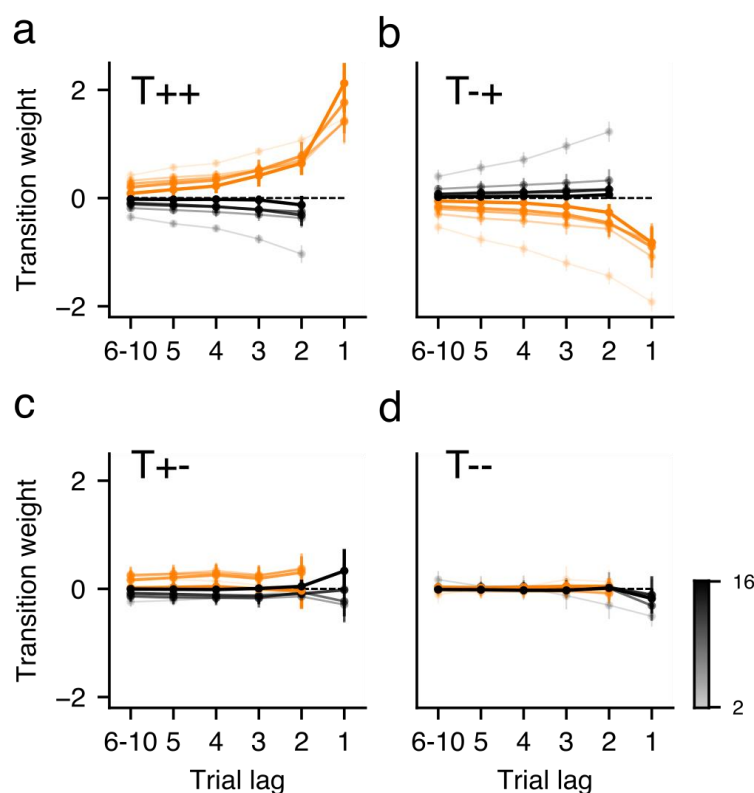 a
T++
Transition weight
2
0
−2
6-10 5 4 3 2 1
b
T-+
6-10 5 4 3 2 1
c
T+-
Transition weight
2
0
−2
6-10 5 4 3 2 1
Trial lag
d
T--
6-10 5 4 3 2 1
Trial lag
16
2